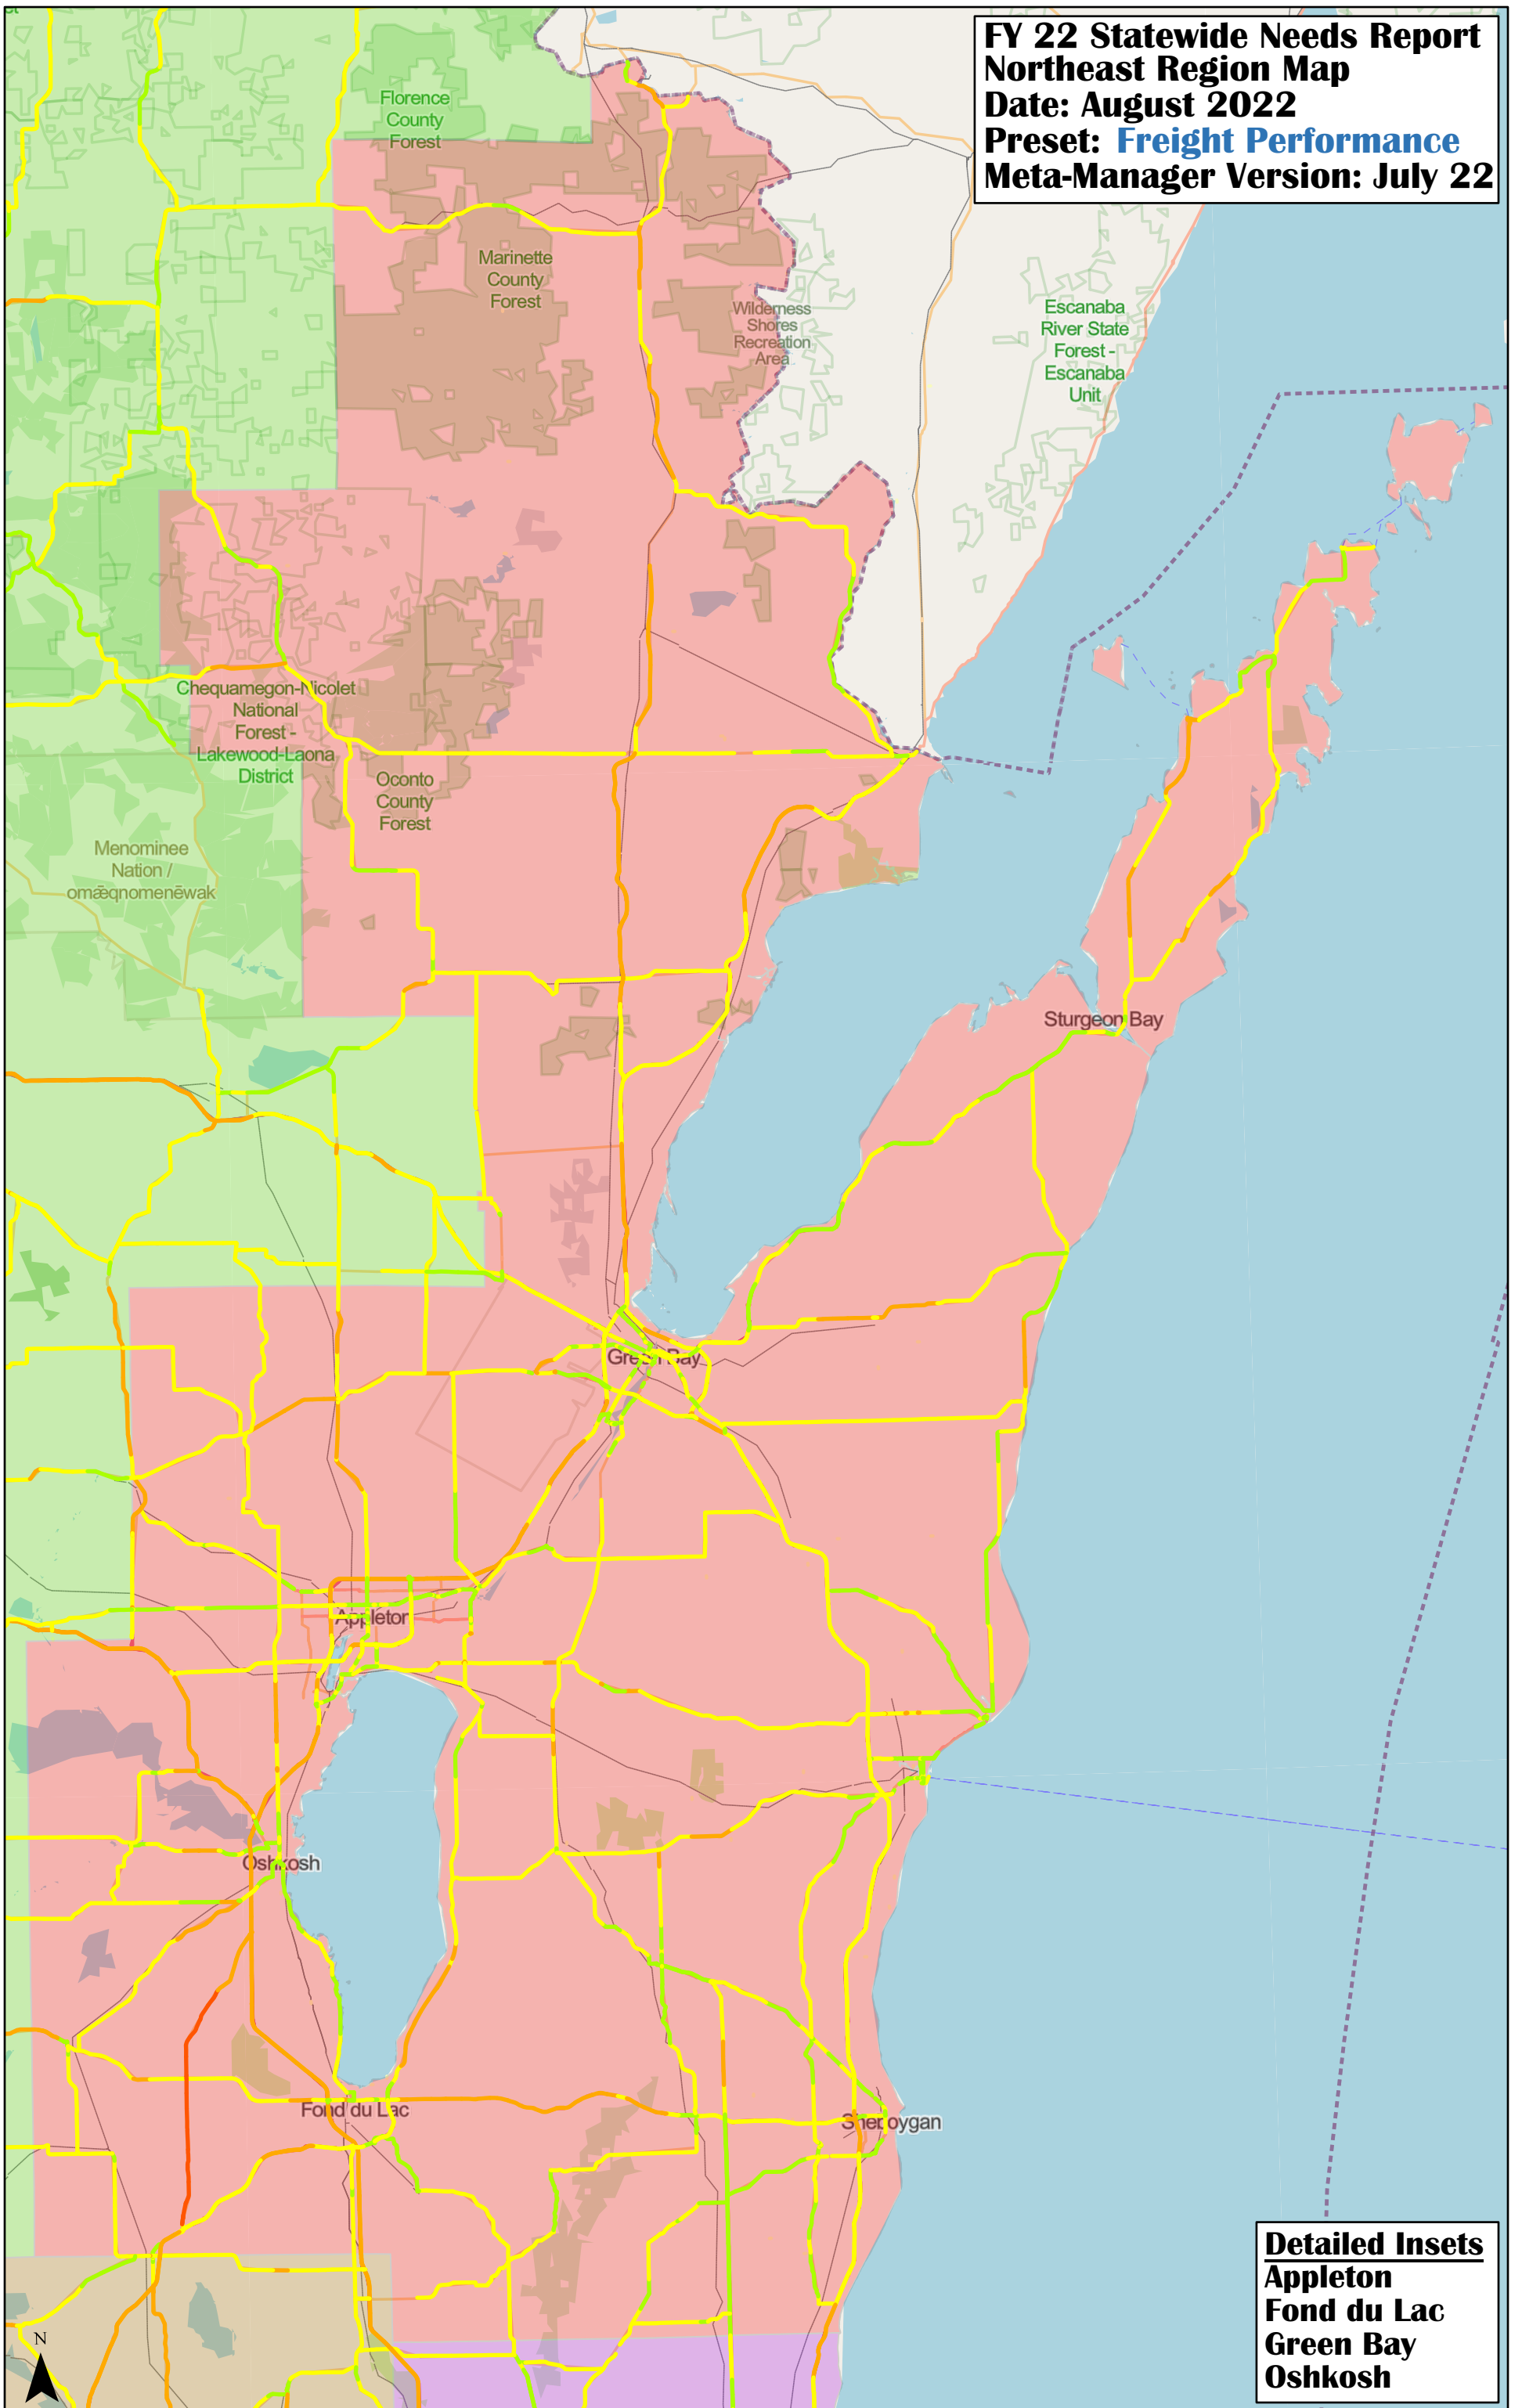 FY 22 Statewide Needs Report
Northeast Region Map
Date: August 2022
Preset: Freight Performance
Meta-Manager Version: July 22
Florence
County
Forest
Marinette
County
Forest
Wilderness
Shores
Recreation
Area
Escanaba
River State
Forest -
Escanaba
Unit
Chequamegon-Nicolet
National
Forest -
Lakewood-Laona
District
Oconto
County
Forest
Menominee
Nation /
omǣqnomenēwak
Sturgeon Bay
Green Bay
Appleton
Oshkosh
Fond du Lac
Sheboygan
Detailed Insets
Appleton
Fond du Lac
Green Bay
Oshkosh
N